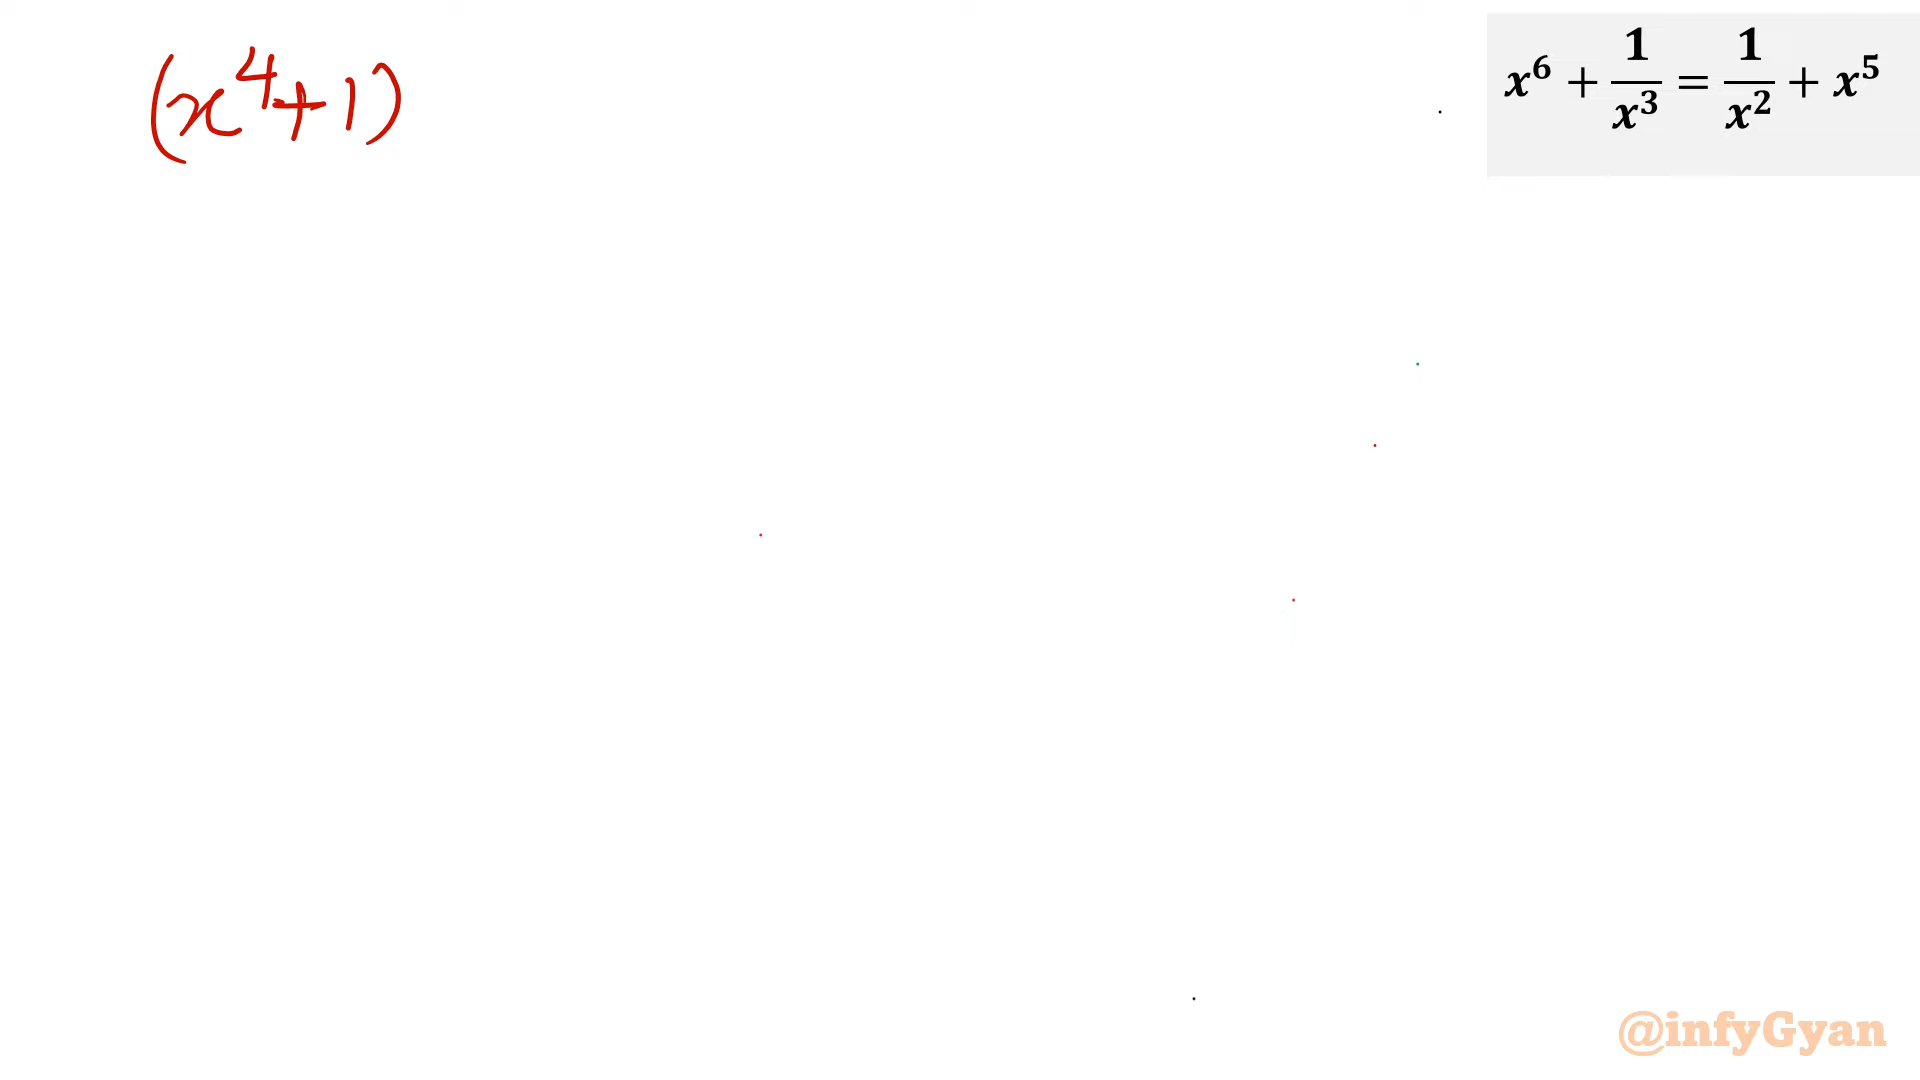 (x⁴+1)
x⁶ + 1/x³ = 1/x² + x⁵
@infyGyan